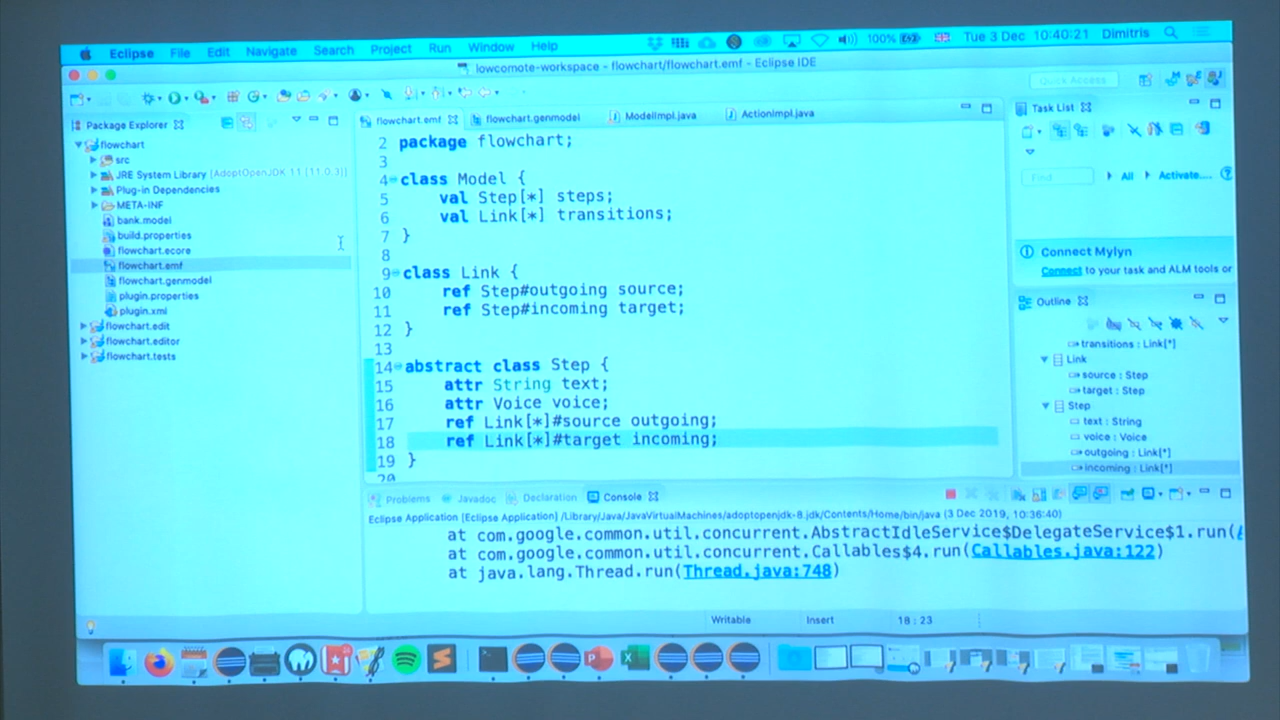 Eclipse File Edit Navigate Search Project Run Window Help 100% Tue 3 Dec 10:40:21 Dimitris
lowcomote-workspace - flowchart/flowchart.emf - Eclipse IDE
Quick Access
Package Explorer
flowchart
src
JRE System Library [AdoptOpenJDK 11 [11.0.3]]
Plug-in Dependencies
META-INF
bank.model
build.properties
flowchart.ecore
flowchart.emf
flowchart.genmodel
plugin.properties
plugin.xml
flowchart.edit
flowchart.editor
flowchart.tests
flowchart.emf flowchart.genmodel ModelImpl.java ActionImpl.java
2 package flowchart;
3
4 class Model {
5 val Step[*] steps;
6 val Link[*] transitions;
7 }
8
9 class Link {
10 ref Step#outgoing source;
11 ref Step#incoming target;
12 }
13
14 abstract class Step {
15 attr String text;
16 attr Voice voice;
17 ref Link[*]#source outgoing;
18 ref Link[*]#target incoming;
19 }
20
Task List
Find All Activate....
Connect Mylyn
Connect to your task and ALM tools or
Outline
transitions : Link[*]
Link
source : Step
target : Step
Step
text : String
voice : Voice
outgoing : Link[*]
incoming : Link[*]
Problems Javadoc Declaration Console
Eclipse Application [Eclipse Application] /Library/Java/JavaVirtualMachines/adoptopenjdk-8.jdk/Contents/Home/bin/java (3 Dec 2019, 10:36:40)
at com.google.common.util.concurrent.AbstractIdleService$DelegateService$1.run(
at com.google.common.util.concurrent.Callables$4.run(Callables.java:122)
at java.lang.Thread.run(Thread.java:748)
Writable Insert 18 : 23